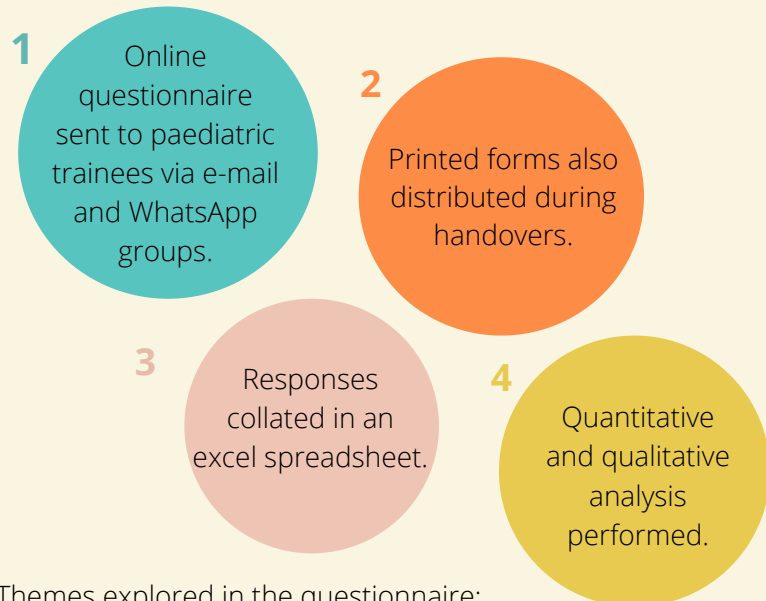 1
Online
questionnaire
sent to paediatric
trainees via e-mail
and WhatsApp
groups.
2
Printed forms also
distributed during
handovers.
3
Responses
collated in an
excel spreadsheet.
4
Quantitative
and qualitative
analysis
performed.
Themes explored in the questionnaire: